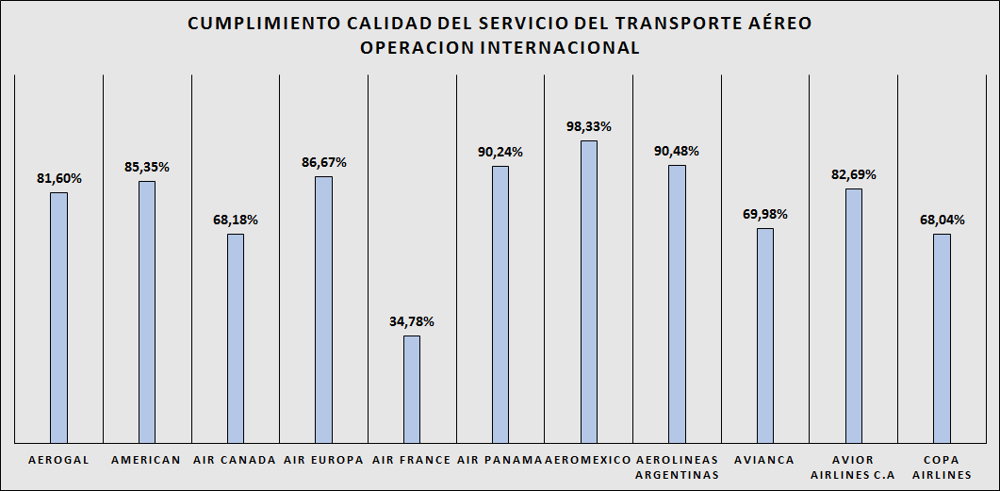 CUMPLIMIENTO CALIDAD DEL SERVICIO DEL TRANSPORTE AÉREO
OPERACION INTERNACIONAL
81,60%
85,35%
68,18%
86,67%
34,78%
90,24%
98,33%
90,48%
69,98%
82,69%
68,04%
AEROGAL
AMERICAN
AIR CANADA
AIR EUROPA
AIR FRANCE
AIR PANAMA
AEROMEXICO
AEROLINEAS
ARGENTINAS
AVIANCA
AVIOR
AIRLINES C.A
COPA
AIRLINES